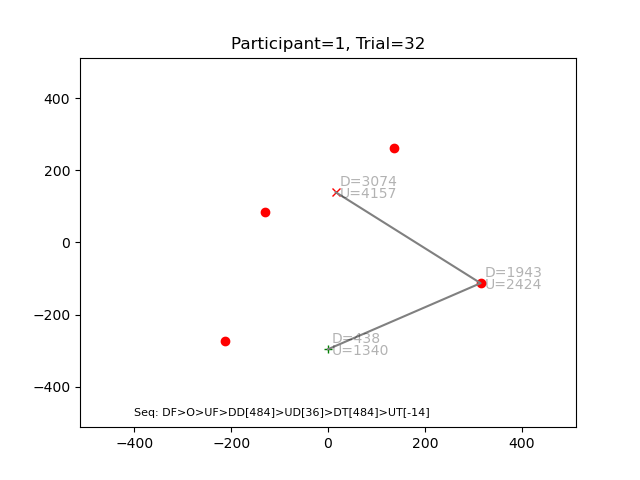 Participant=1, Trial=32
400
200
0
−200
−400
D=3074
U=4157
D=1943
U=2424
D=438
U=1340
Seq: DF>O>UF>DD[484]>UD[36]>DT[484]>UT[-14]
−400 −200 0 200 400